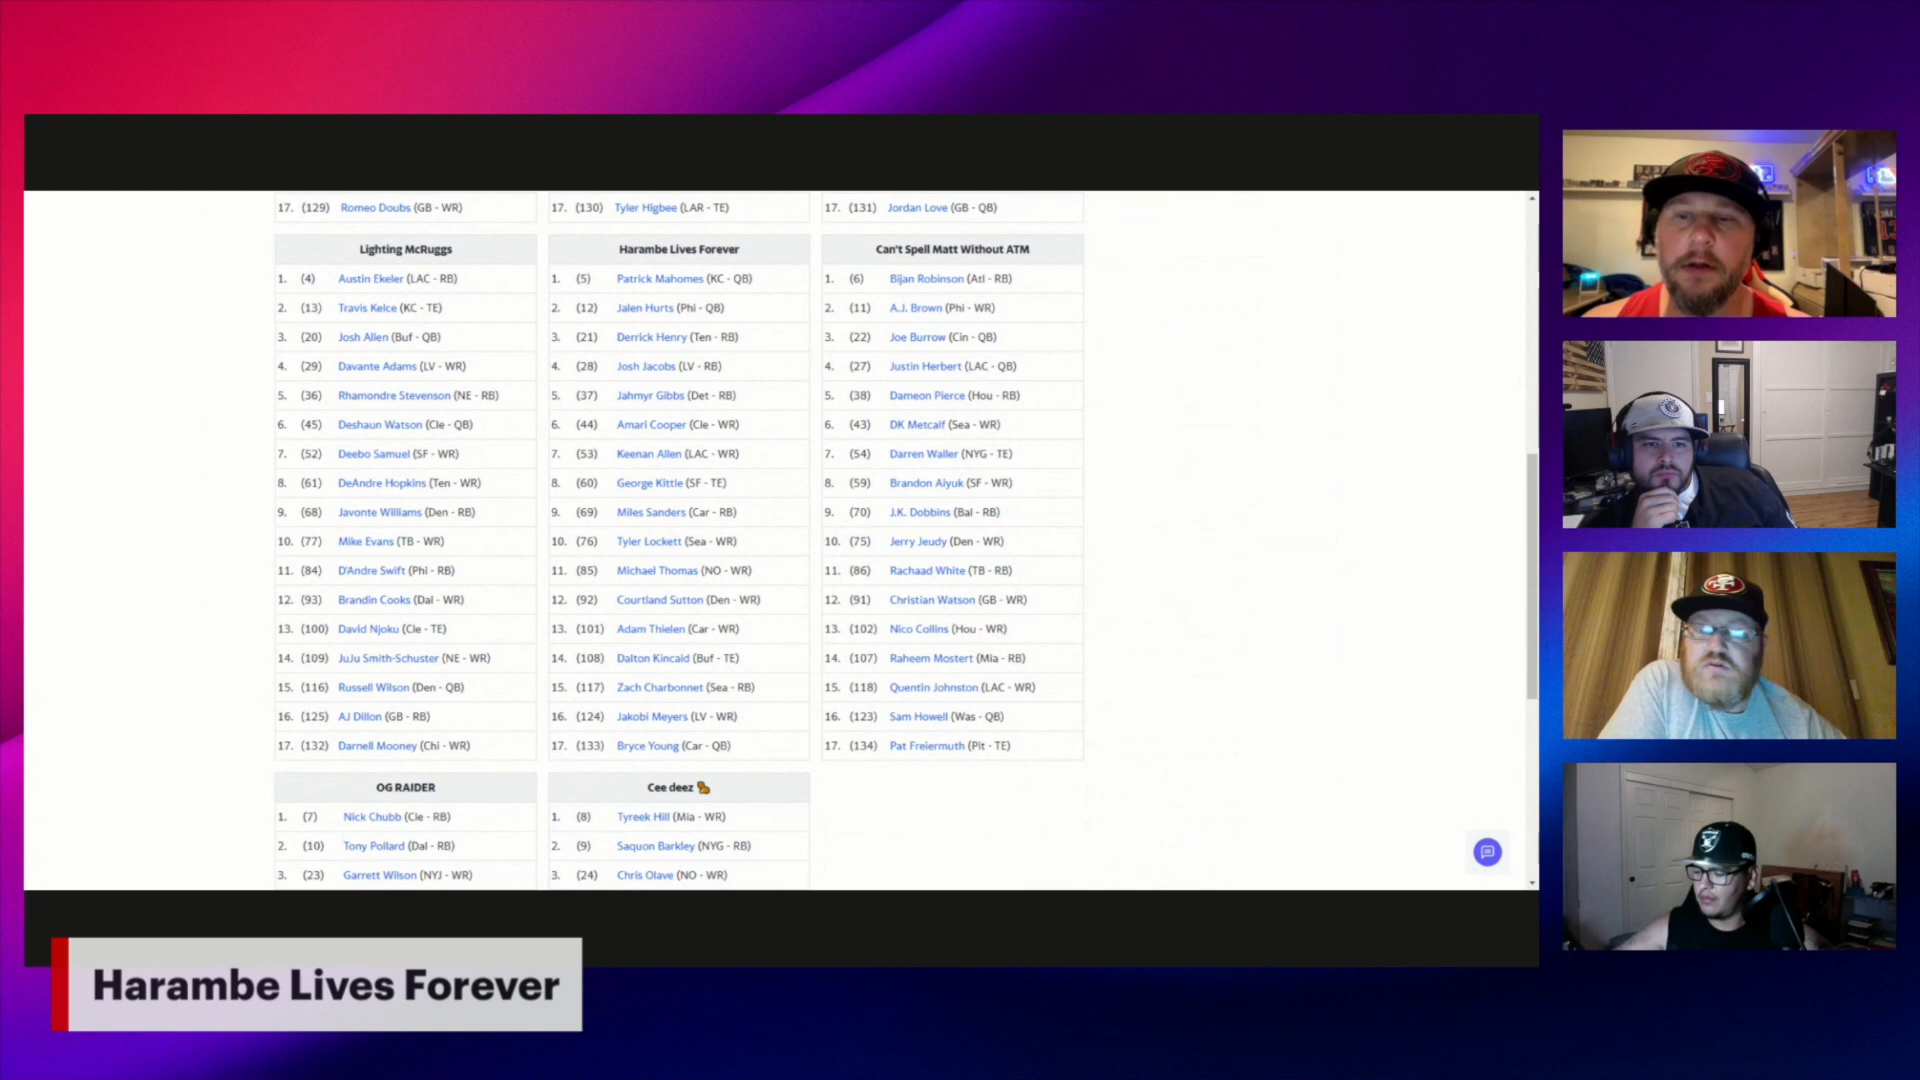 17. (129) Romeo Doubs (GB - WR)
17. (130) Tyler Higbee (LAR - TE)
17. (131) Jordan Love (GB - QB)
Lighting McRuggs
1. (4) Austin Ekeler (LAC - RB)
2. (13) Travis Kelce (KC - TE)
3. (20) Josh Allen (Buf - QB)
4. (29) Davante Adams (LV - WR)
5. (36) Rhamondre Stevenson (NE - RB)
6. (45) Deshaun Watson (Cle - QB)
7. (52) Deebo Samuel (SF - WR)
8. (61) DeAndre Hopkins (Ten - WR)
9. (68) Javonte Williams (Den - RB)
10. (77) Mike Evans (TB - WR)
11. (84) D'Andre Swift (Phi - RB)
12. (93) Brandin Cooks (Dal - WR)
13. (100) David Njoku (Cle - TE)
14. (109) JuJu Smith-Schuster (NE - WR)
15. (116) Russell Wilson (Den - QB)
16. (125) AJ Dillon (GB - RB)
17. (132) Darnell Mooney (Chi - WR)
Harambe Lives Forever
1. (5) Patrick Mahomes (KC - QB)
2. (12) Jalen Hurts (Phi - QB)
3. (21) Derrick Henry (Ten - RB)
4. (28) Josh Jacobs (LV - RB)
5. (37) Jahmyr Gibbs (Det - RB)
6. (44) Amari Cooper (Cle - WR)
7. (53) Keenan Allen (LAC - WR)
8. (60) George Kittle (SF - TE)
9. (69) Miles Sanders (Car - RB)
10. (76) Tyler Lockett (Sea - WR)
11. (85) Michael Thomas (NO - WR)
12. (92) Courtland Sutton (Den - WR)
13. (101) Adam Thielen (Car - WR)
14. (108) Dalton Kincaid (Buf - TE)
15. (117) Zach Charbonnet (Sea - RB)
16. (124) Jakobi Meyers (LV - WR)
17. (133) Bryce Young (Car - QB)
Can't Spell Matt Without ATM
1. (6) Bijan Robinson (Atl - RB)
2. (11) A.J. Brown (Phi - WR)
3. (22) Joe Burrow (Cin - QB)
4. (27) Justin Herbert (LAC - QB)
5. (38) Dameon Pierce (Hou - RB)
6. (43) DK Metcalf (Sea - WR)
7. (54) Darren Waller (NYG - TE)
8. (59) Brandon Aiyuk (SF - WR)
9. (70) J.K. Dobbins (Bal - RB)
10. (75) Jerry Jeudy (Den - WR)
11. (86) Rachaad White (TB - RB)
12. (91) Christian Watson (GB - WR)
13. (102) Nico Collins (Hou - WR)
14. (107) Raheem Mostert (Mia - RB)
15. (118) Quentin Johnston (LAC - WR)
16. (123) Sam Howell (Was - QB)
17. (134) Pat Freiermuth (Pit - TE)
OG RAIDER
1. (7) Nick Chubb (Cle - RB)
2. (10) Tony Pollard (Dal - RB)
3. (23) Garrett Wilson (NYJ - WR)
Cee deez
1. (8) Tyreek Hill (Mia - WR)
2. (9) Saquon Barkley (NYG - RB)
3. (24) Chris Olave (NO - WR)
Harambe Lives Forever